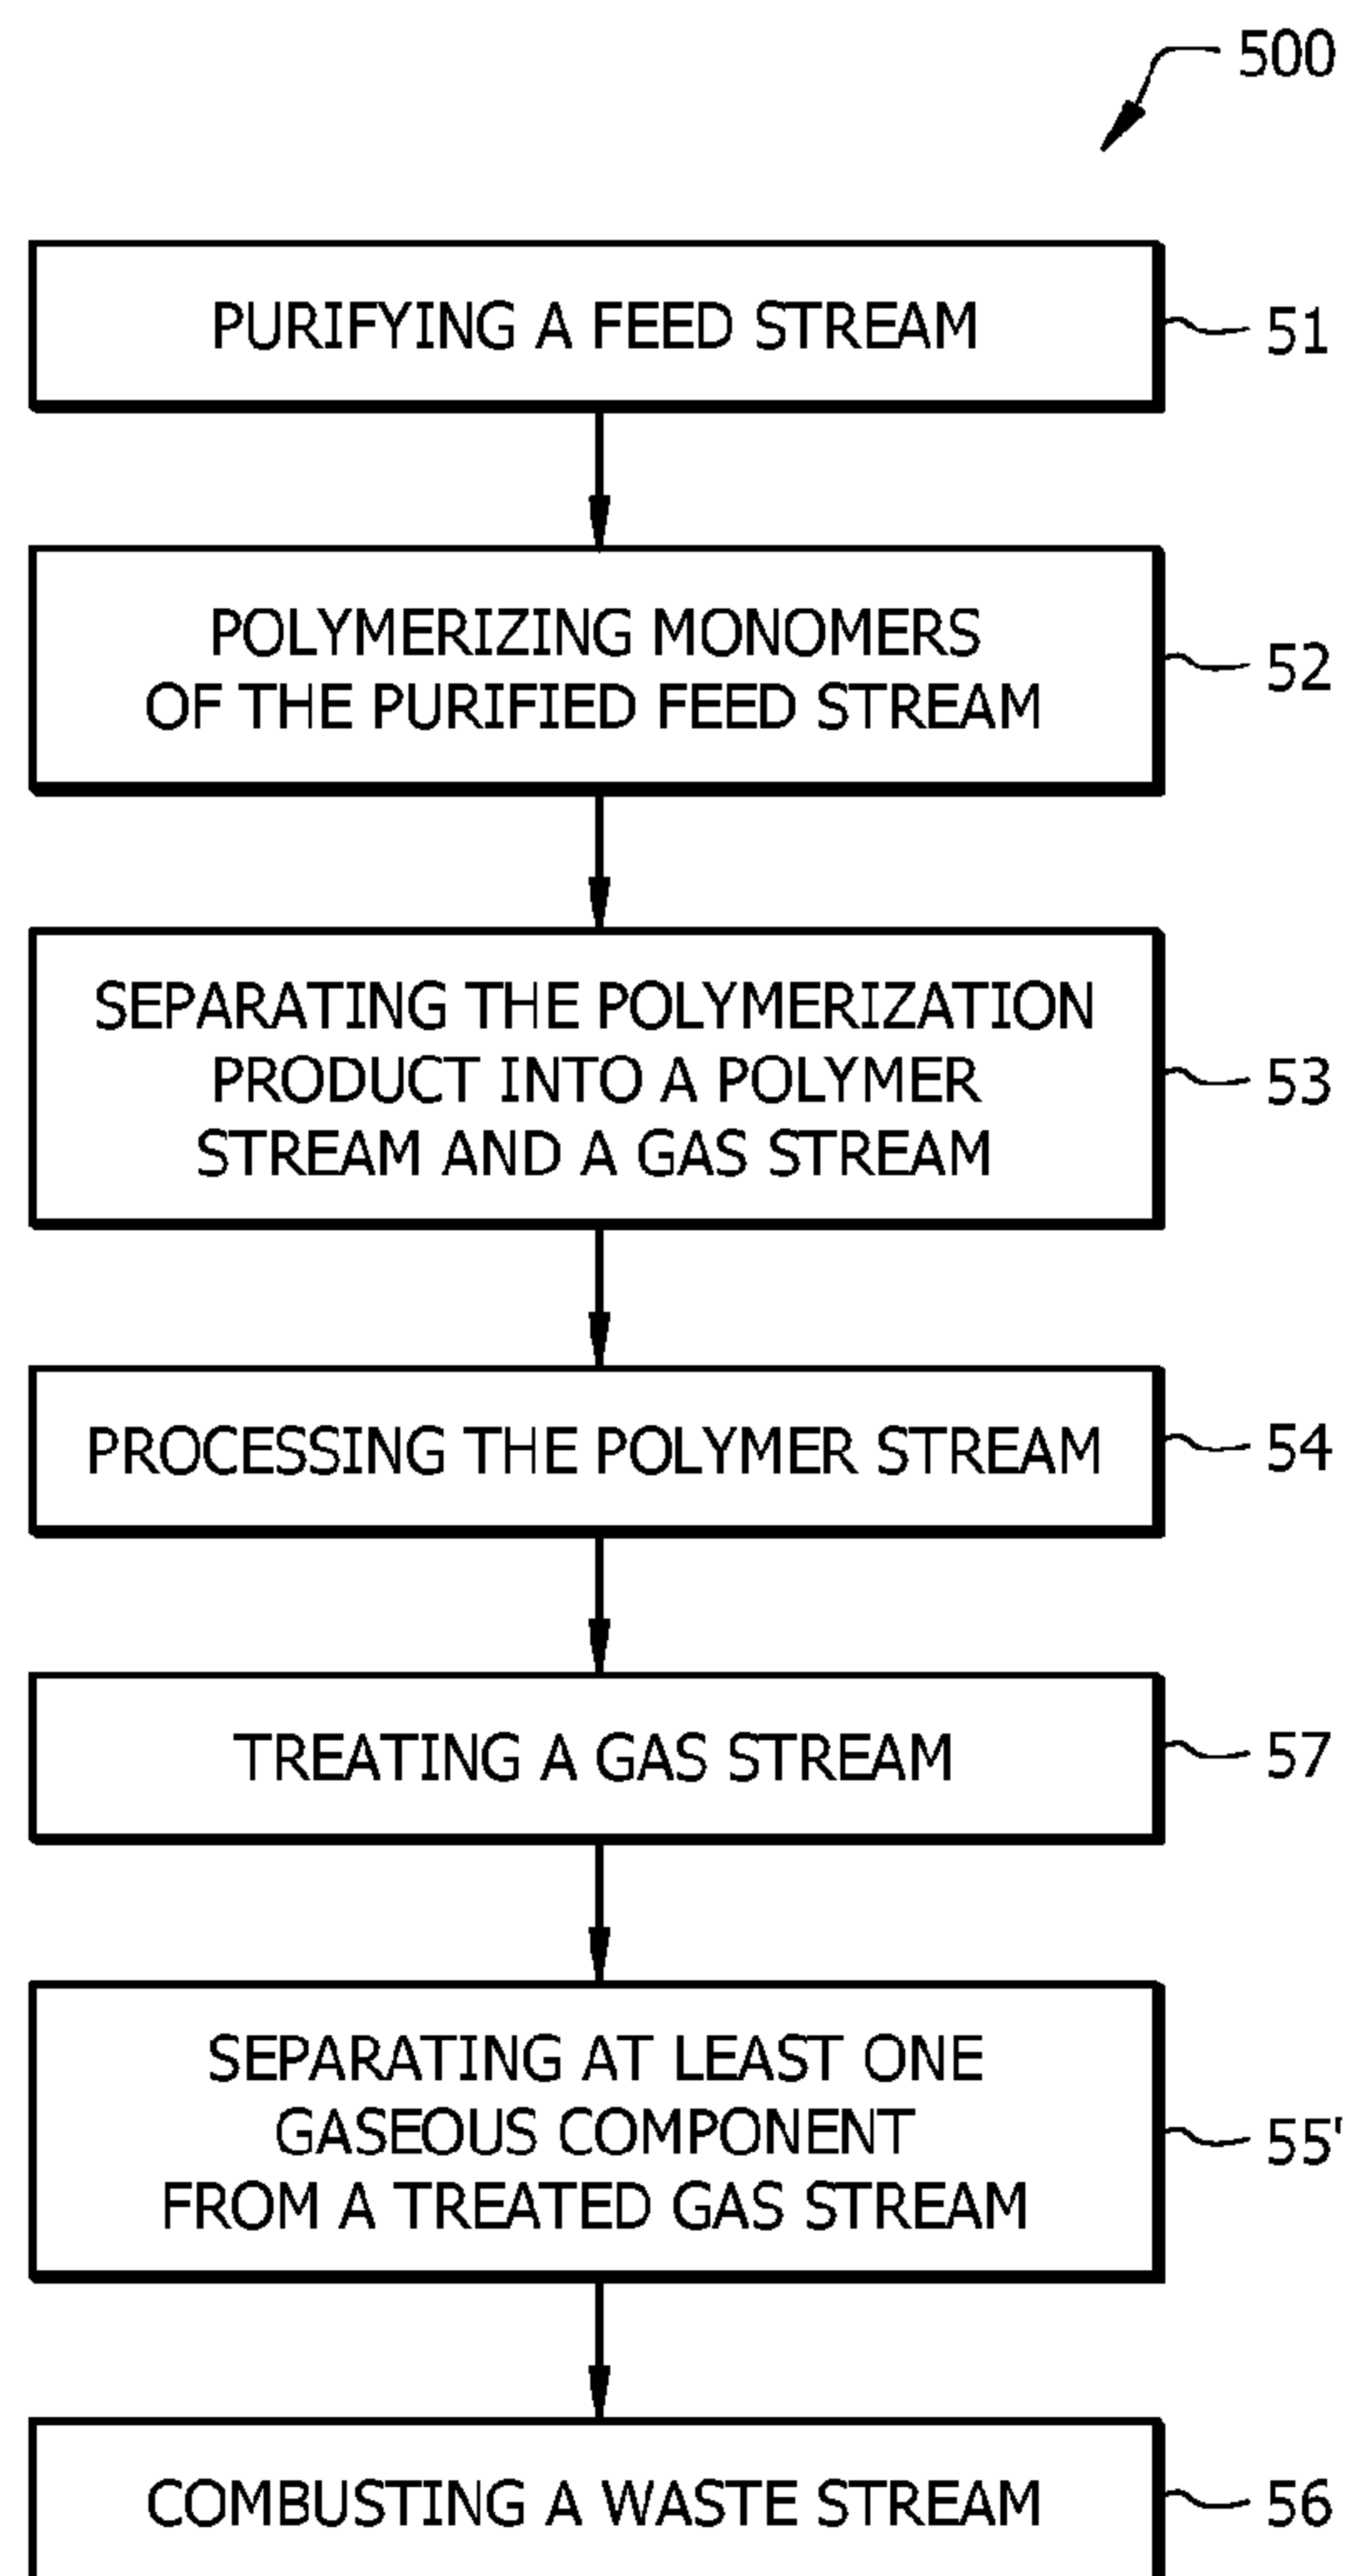 500
PURIFYING A FEED STREAM
51
POLYMERIZING MONOMERS
OF THE PURIFIED FEED STREAM
52
SEPARATING THE POLYMERIZATION
PRODUCT INTO A POLYMER
STREAM AND A GAS STREAM
53
PROCESSING THE POLYMER STREAM
54
TREATING A GAS STREAM
57
SEPARATING AT LEAST ONE
GASEOUS COMPONENT
FROM A TREATED GAS STREAM
55'
COMBUSTING A WASTE STREAM
56